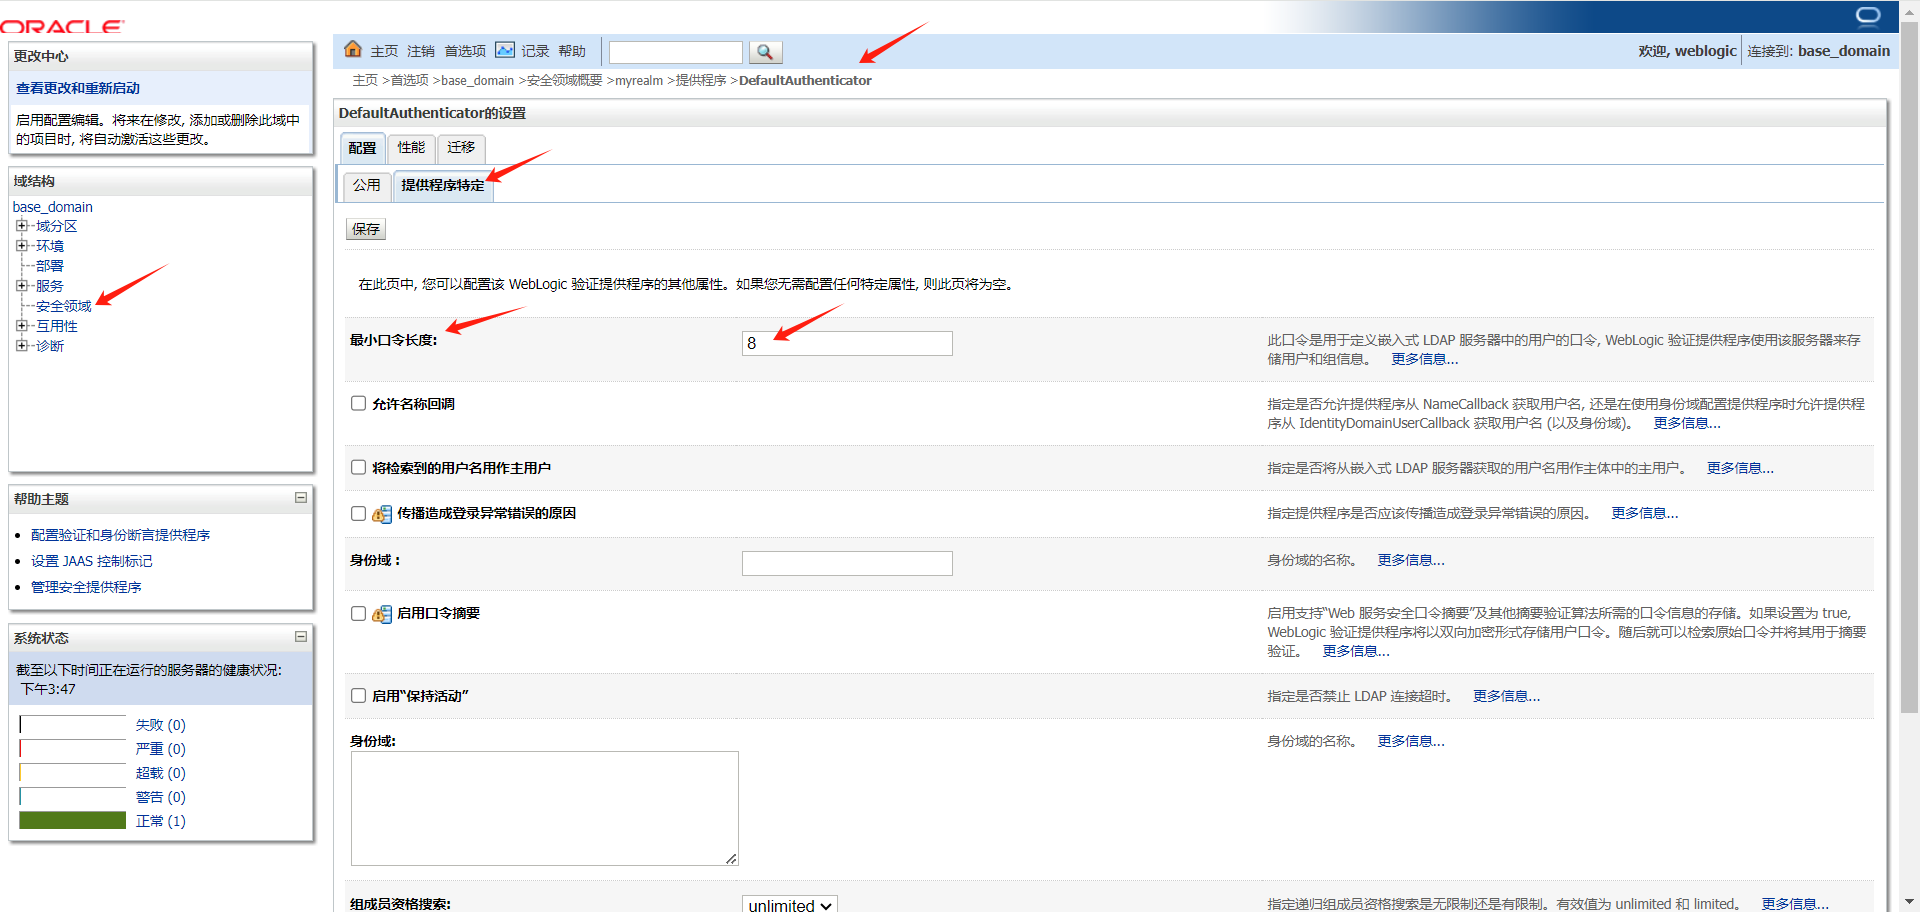 ORACLE
更改中心
查看更改和重新启动
启用配置编辑。将来在修改, 添加或删除此域中
的项目时, 将自动激活这些更改。
域结构
base_domain
域分区
环境
部署
服务
安全领域
互用性
诊断
帮助主题
配置验证和身份断言提供程序
设置 JAAS 控制标记
管理安全提供程序
系统状态
截至以下时间正在运行的服务器的健康状况:
下午3:47
失败 (0)
严重 (0)
超载 (0)
警告 (0)
正常 (1)
主页 注销 首选项 记录 帮助
欢迎, weblogic 连接到: base_domain
主页 >首选项 >base_domain >安全领域概要 >myrealm >提供程序 >DefaultAuthenticator
DefaultAuthenticator的设置
配置 性能 迁移
公用 提供程序特定
保存
在此页中, 您可以配置该 WebLogic 验证提供程序的其他属性。如果您无需配置任何特定属性, 则此页将为空。
最小口令长度: 8
此口令是用于定义嵌入式 LDAP 服务器中的用户的口令, WebLogic 验证提供程序使用该服务器来存
储用户和组信息。 更多信息...
允许名称回调
指定是否允许提供程序从 NameCallback 获取用户名, 还是在使用身份域配置提供程序时允许提供程
序从 IdentityDomainUserCallback 获取用户名 (以及身份域)。 更多信息...
将检索到的用户名用作主用户
指定是否将从嵌入式 LDAP 服务器获取的用户名用作主体中的主用户。 更多信息...
传播造成登录异常错误的原因
指定提供程序是否应该传播造成登录异常错误的原因。 更多信息...
身份域 :
身份域的名称。 更多信息...
启用口令摘要
启用支持“Web 服务安全口令摘要”及其他摘要验证算法所需的口令信息的存储。如果设置为 true,
WebLogic 验证提供程序将以双向加密形式存储用户口令。随后就可以检索原始口令并将其用于摘要
验证。 更多信息...
启用“保持活动”
指定是否禁止 LDAP 连接超时。 更多信息...
身份域:
身份域的名称。 更多信息...
组成员资格搜索: unlimited
指定递归组成员资格搜索是无限制还是有限制。有效值为 unlimited 和 limited。 更多信息...